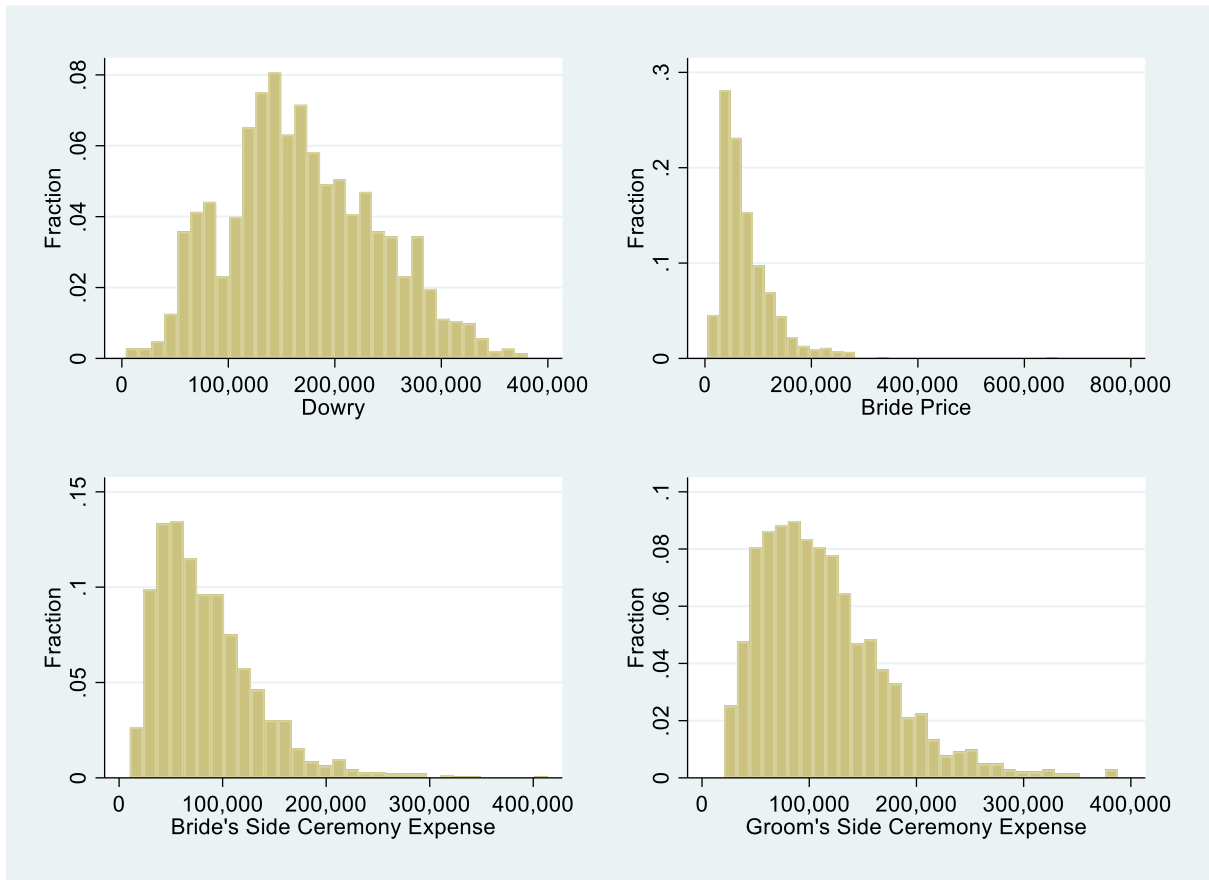 Fraction
.08
.06
.04
.02
0
0 100,000 200,000 300,000 400,000
Dowry
Fraction
.3
.2
.1
0
0 200,000 400,000 600,000 800,000
Bride Price
Fraction
.15
.1
.05
0
0 100,000 200,000 300,000 400,000
Bride's Side Ceremony Expense
Fraction
.1
.08
.06
.04
.02
0
0 100,000 200,000 300,000 400,000
Groom's Side Ceremony Expense